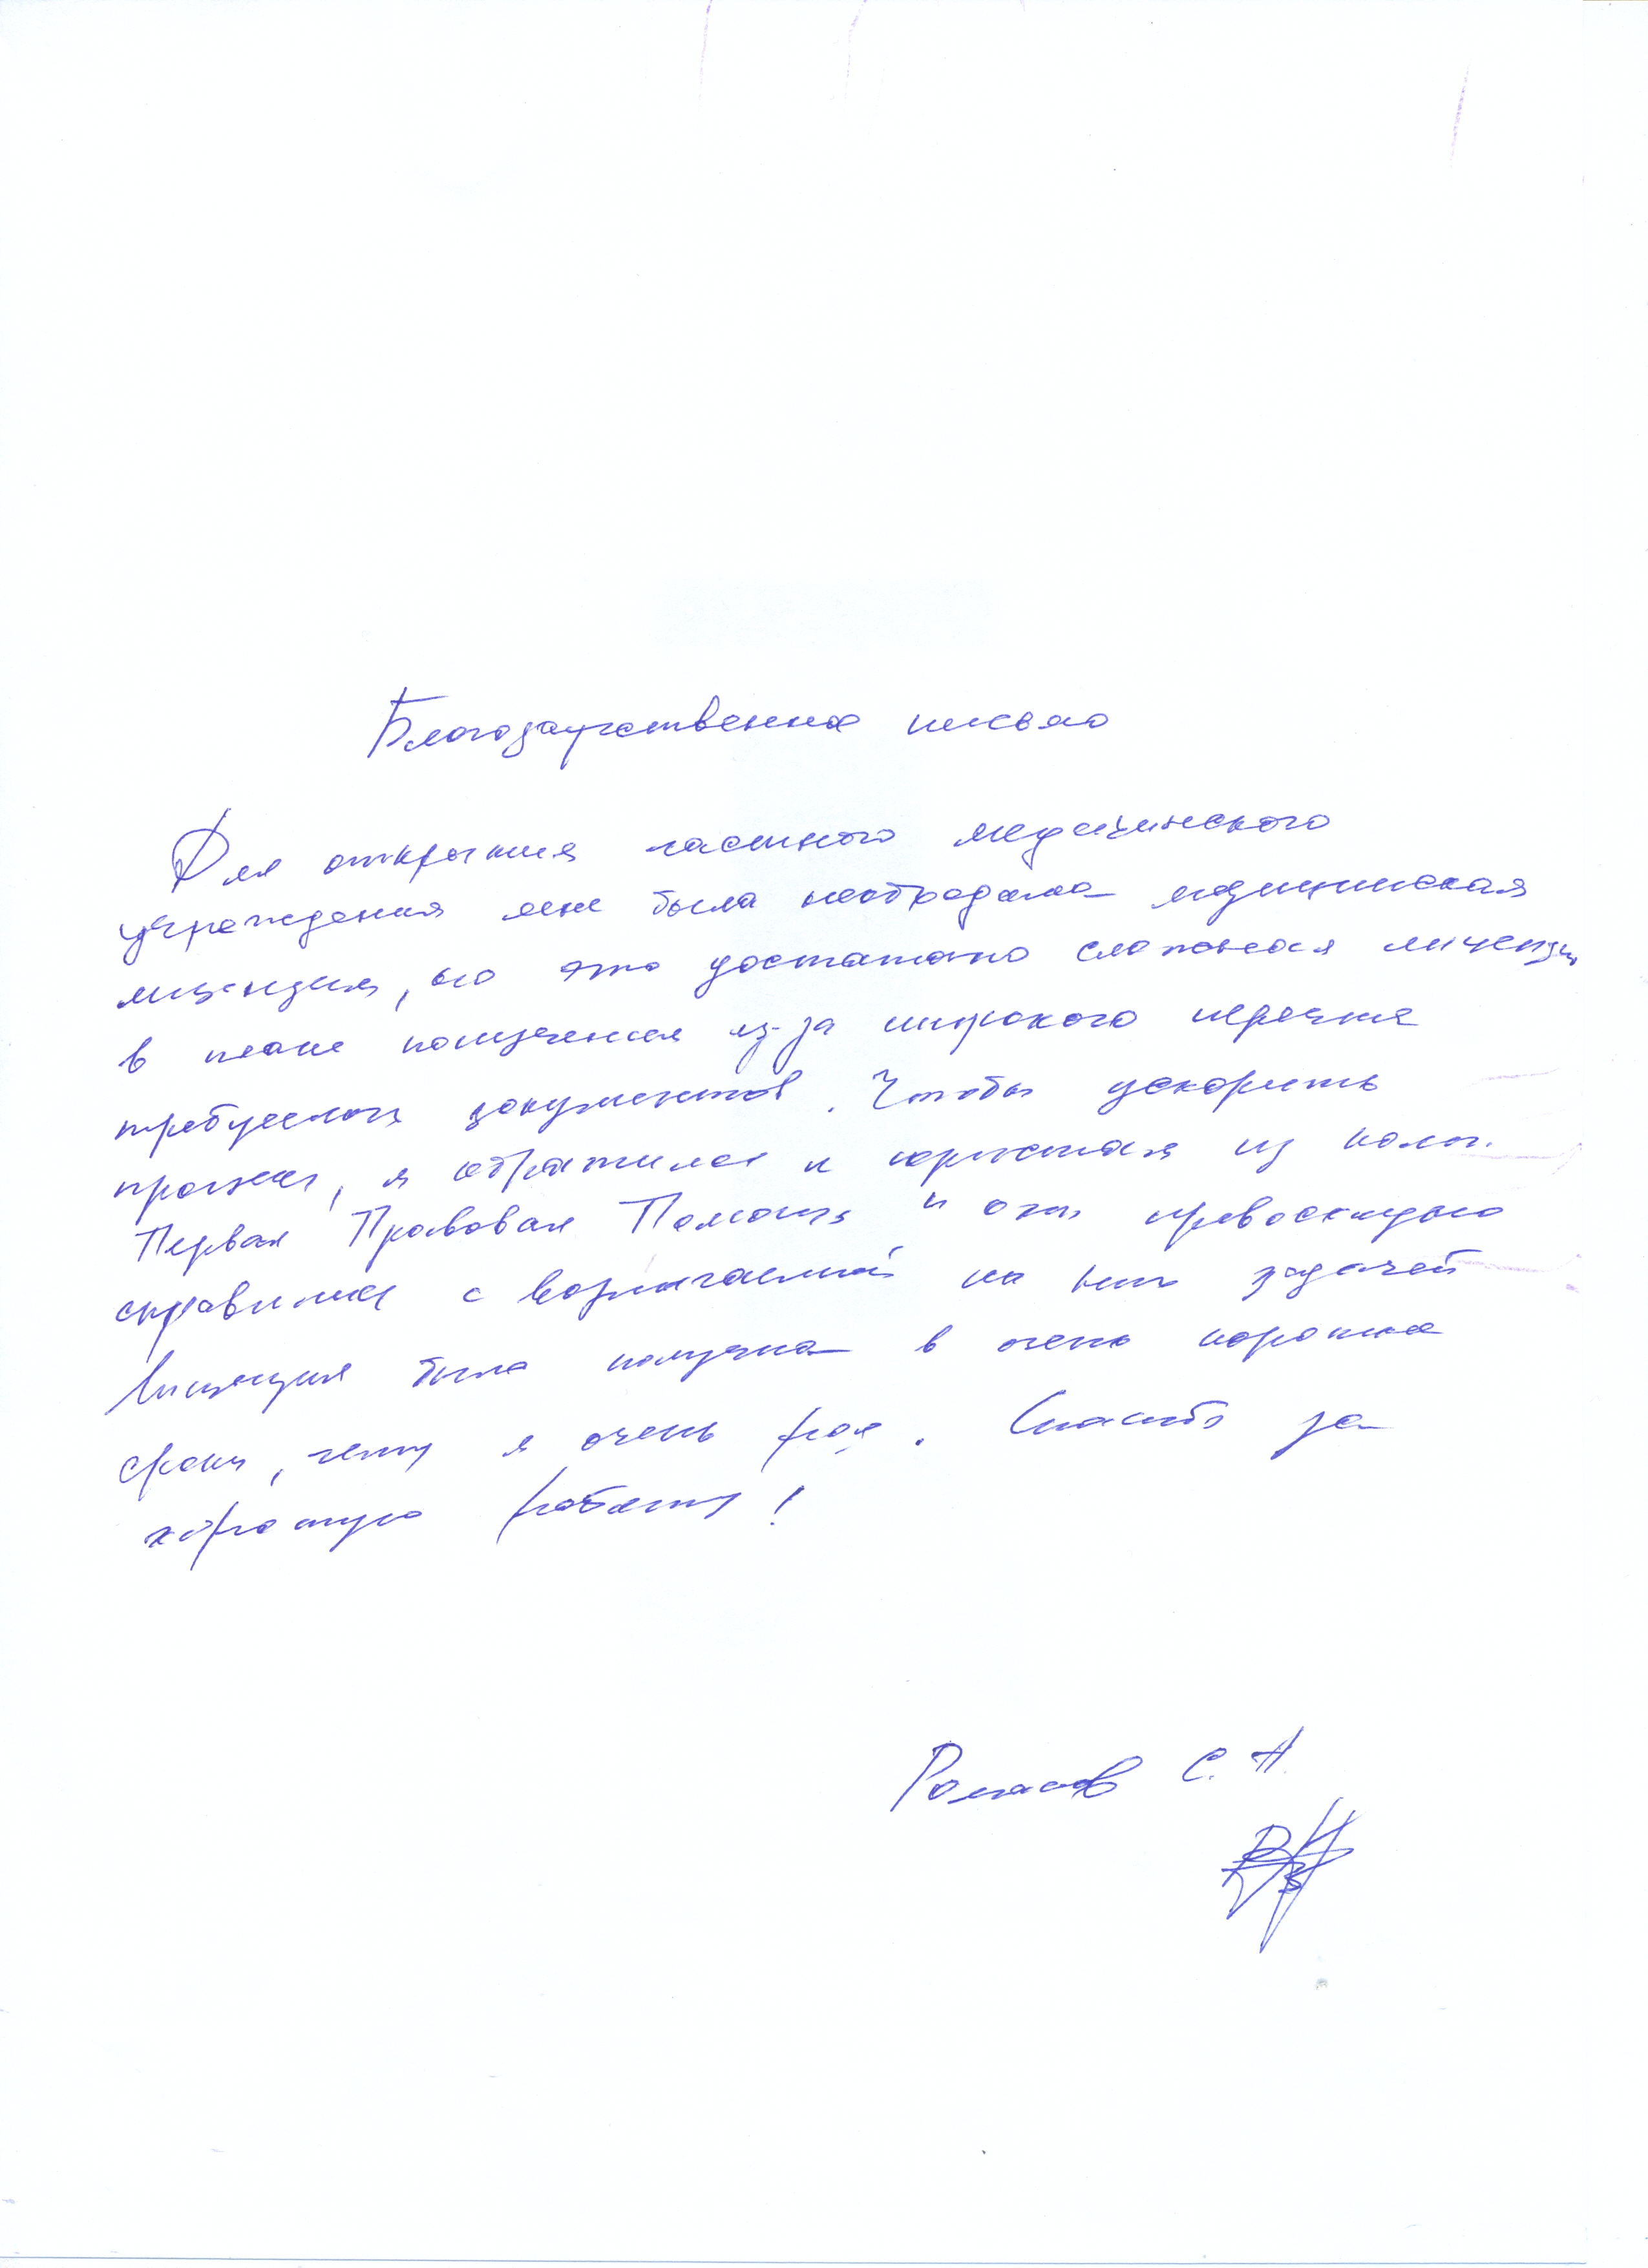 Благодарственное письмо
Для открытия частного медицинского
учреждения мне была необходима медицинская
лицензия, но это достаточно сложная лицензия
в плане получения из-за широкого перечня
требуемых документов. Чтобы ускорить
процесс, я обратился к юристам из комп.
Первая Правовая Помощь и они превосходно
справились с возлагаемой на них задачей
Лицензия была получена в очень короткие
сроки, чему я очень рад. Спасибо за
хорошую работу!
Романов С. Н.